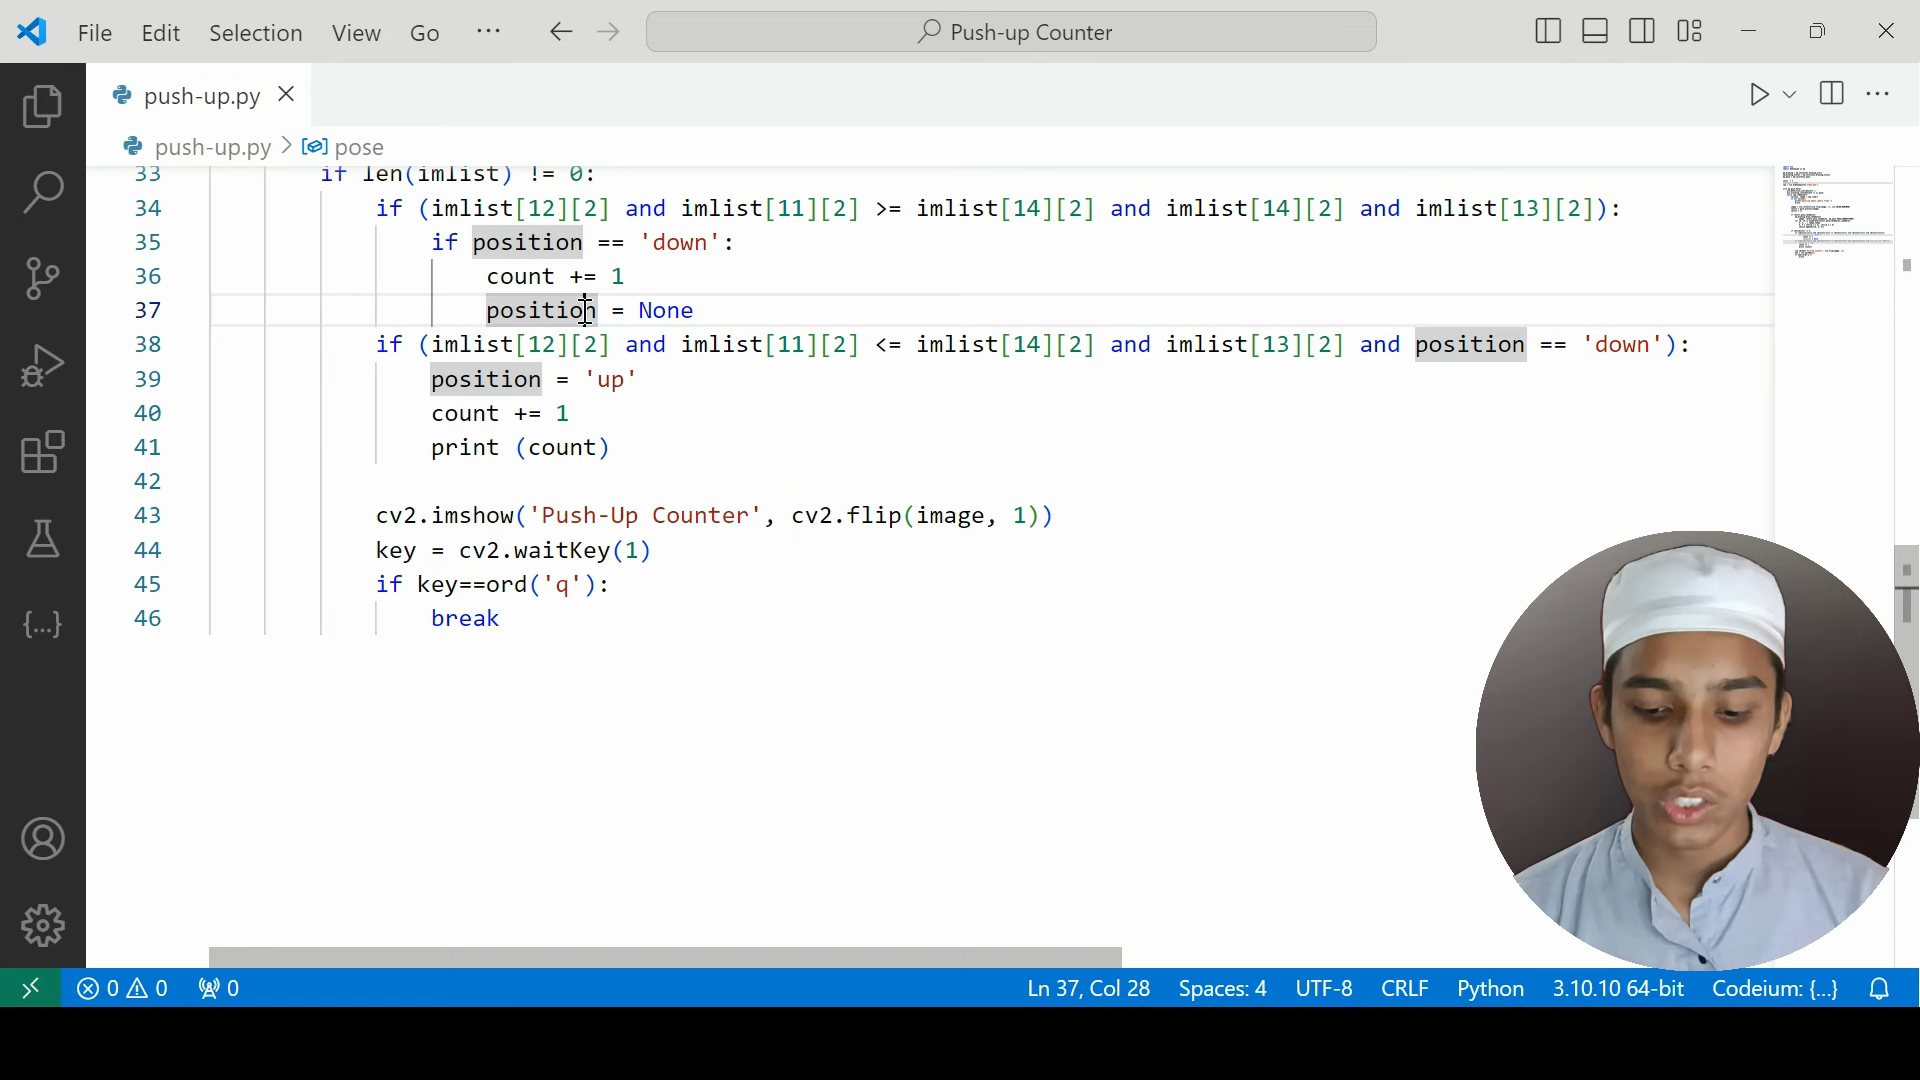 File Edit Selection View Go ··· Push-up Counter
push-up.py
push-up.py > pose
33 if len(imlist) != 0:
34 if (imlist[12][2] and imlist[11][2] >= imlist[14][2] and imlist[14][2] and imlist[13][2]):
35 if position == 'down':
36 count += 1
37 position = None
38 if (imlist[12][2] and imlist[11][2] <= imlist[14][2] and imlist[13][2] and position == 'down'):
39 position = 'up'
40 count += 1
41 print (count)
42
43 cv2.imshow('Push-Up Counter', cv2.flip(image, 1))
44 key = cv2.waitKey(1)
45 if key==ord('q'):
46 break
0 0 0 Ln 37, Col 28 Spaces: 4 UTF-8 CRLF Python 3.10.10 64-bit Codeium: {...}